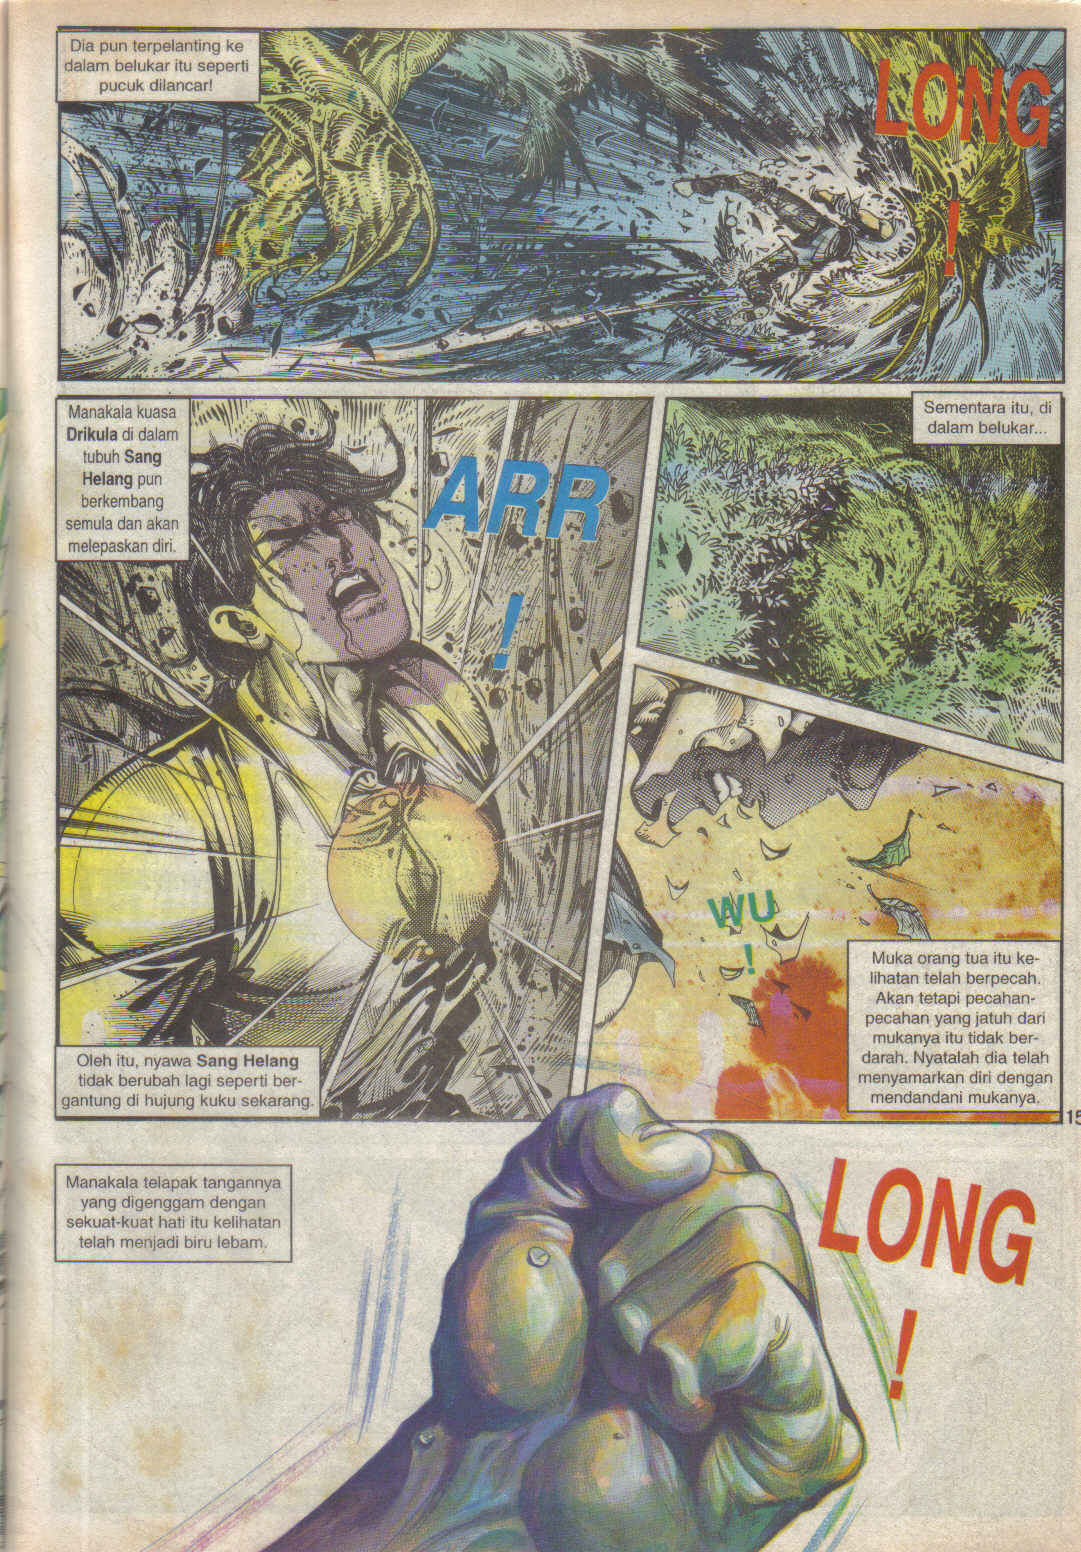 Dia pun terpelanting ke
dalam belukar itu seperti
pucuk dilancar!
LONG
!
Manakala kuasa
Drikula di dalam
tubuh Sang
Helang pun
berkembang
semula dan akan
melepaskan diri.
ARR
!
Sementara itu, di
dalam belukar...
WU
!
Oleh itu, nyawa Sang Helang
tidak berubah lagi seperti ber-
gantung di hujung kuku sekarang.
Muka orang tua itu ke-
lihatan telah berpecah.
Akan tetapi pecahan-
pecahan yang jatuh dari
mukanya itu tidak ber-
darah. Nyatalah dia telah
menyamarkan diri dengan
mendandani mukanya.
15
Manakala telapak tangannya
yang digenggam dengan
sekuat-kuat hati itu kelihatan
telah menjadi biru lebam.
LONG
!